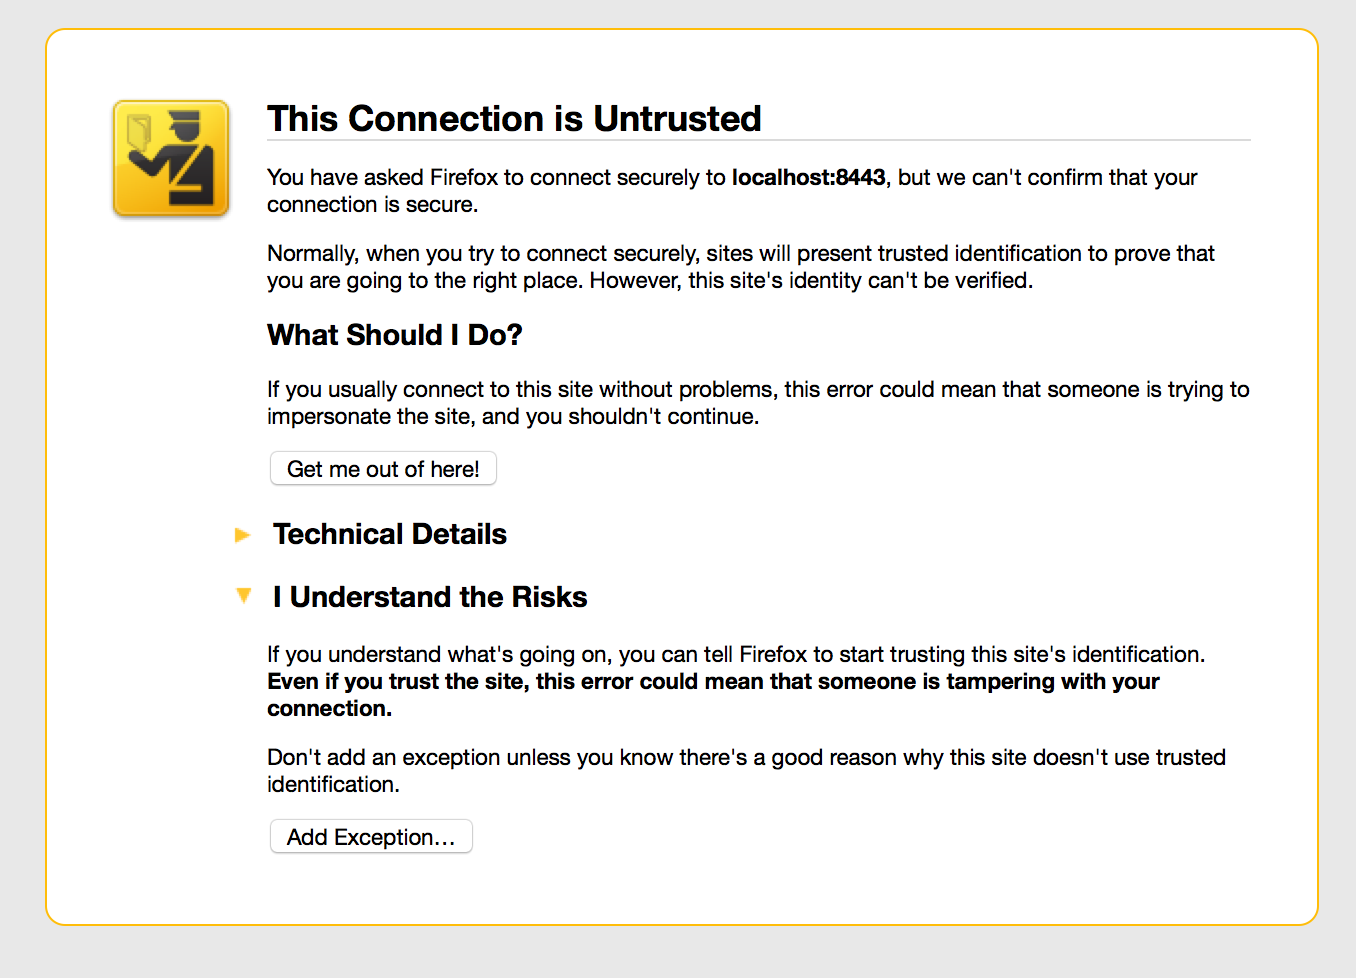 This Connection is Untrusted
You have asked Firefox to connect securely to localhost:8443, but we can't confirm that your
connection is secure.
Normally, when you try to connect securely, sites will present trusted identification to prove that
you are going to the right place. However, this site's identity can't be verified.
What Should I Do?
If you usually connect to this site without problems, this error could mean that someone is trying to
impersonate the site, and you shouldn't continue.
Get me out of here!
Technical Details
I Understand the Risks
If you understand what's going on, you can tell Firefox to start trusting this site's identification.
Even if you trust the site, this error could mean that someone is tampering with your
connection.
Don't add an exception unless you know there's a good reason why this site doesn't use trusted
identification.
Add Exception…